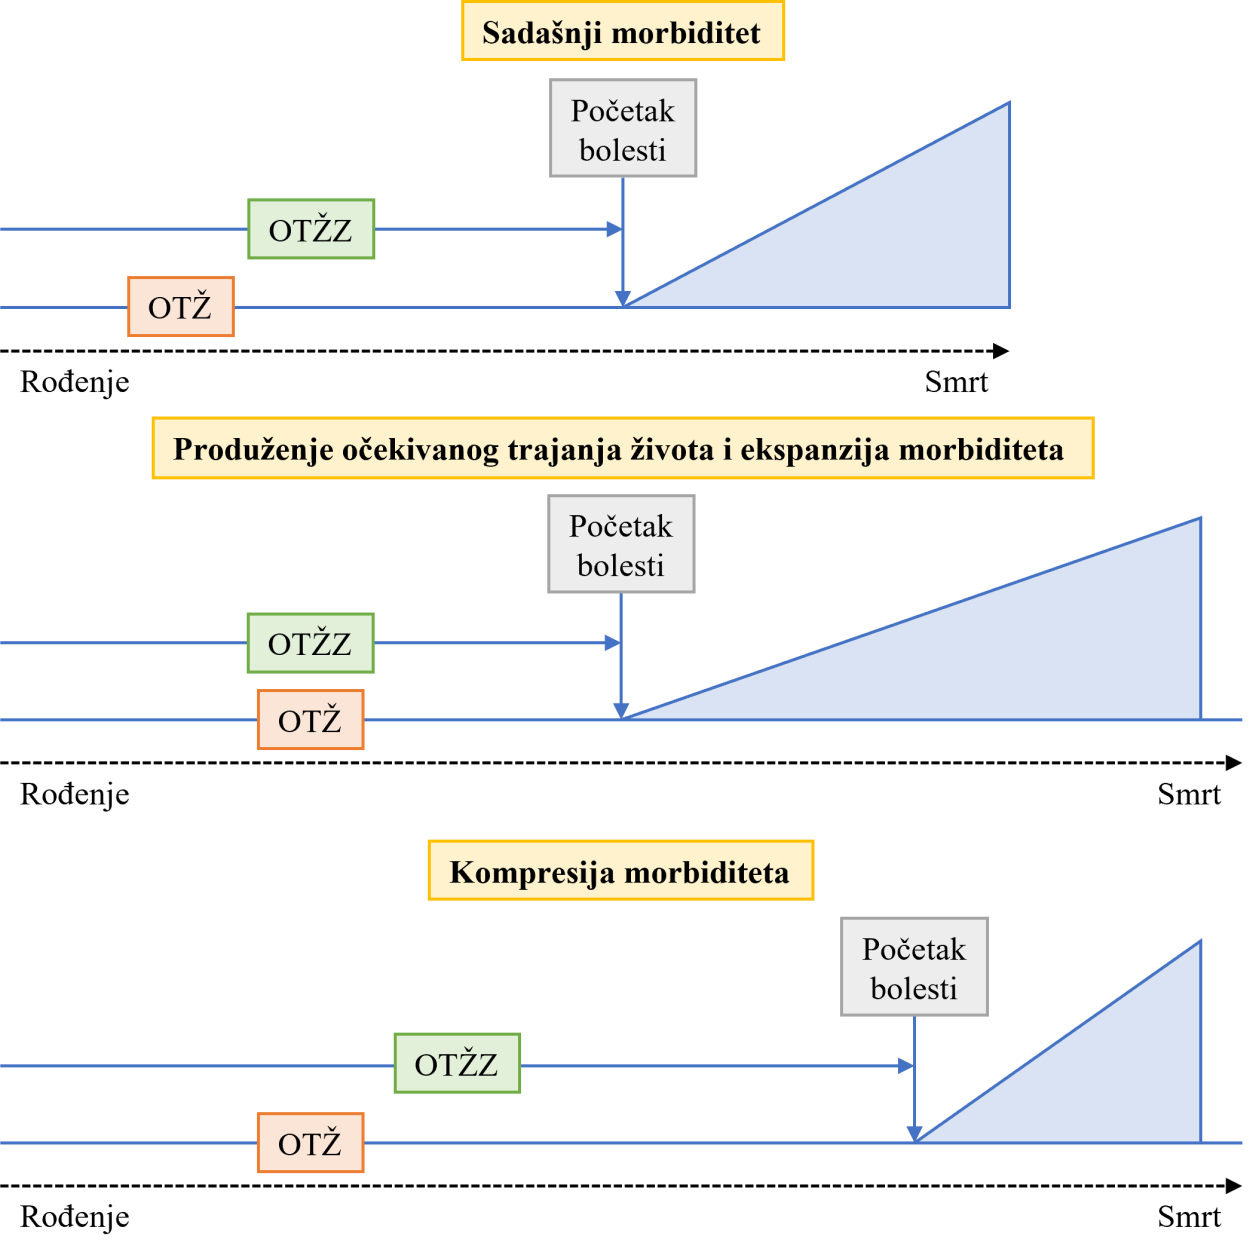 Sadašnji morbiditet
Početak
bolesti
OTŽZ
OTŽ
Rođenje
Smrt
Produženje očekivanog trajanja života i ekspanzija morbiditeta
Početak
bolesti
OTŽZ
OTŽ
Rođenje
Smrt
Kompresija morbiditeta
Početak
bolesti
OTŽZ
OTŽ
Rođenje
Smrt